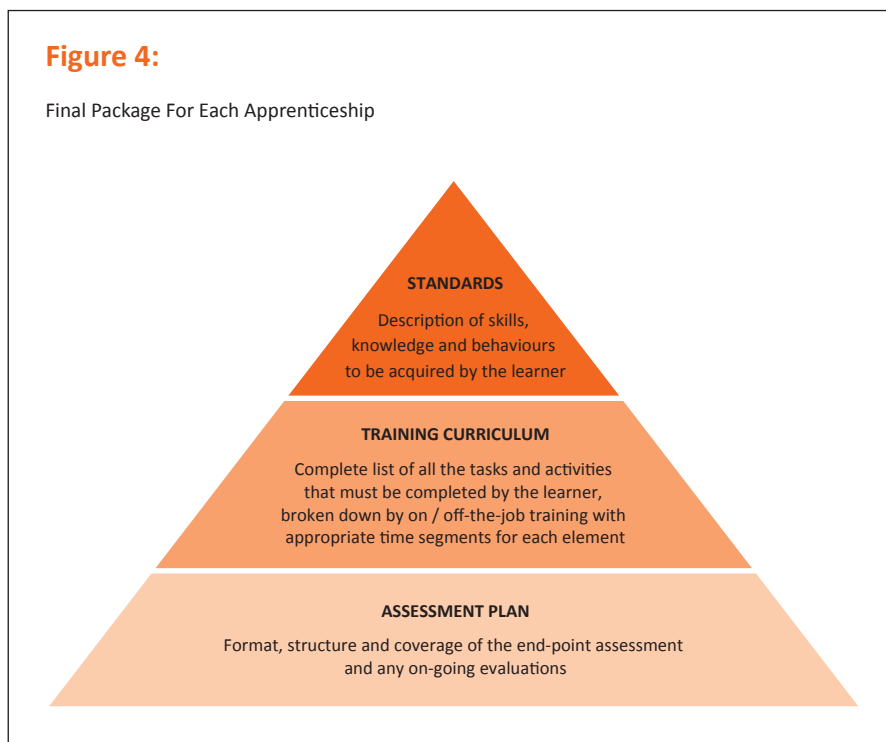 Figure 4:
Final Package For Each Apprenticeship
STANDARDS
Description of skills,
knowledge and behaviours
to be acquired by the learner
TRAINING CURRICULUM
Complete list of all the tasks and activities
that must be completed by the learner,
broken down by on / off-the-job training with
appropriate time segments for each element
ASSESSMENT PLAN
Format, structure and coverage of the end-point assessment
and any on-going evaluations